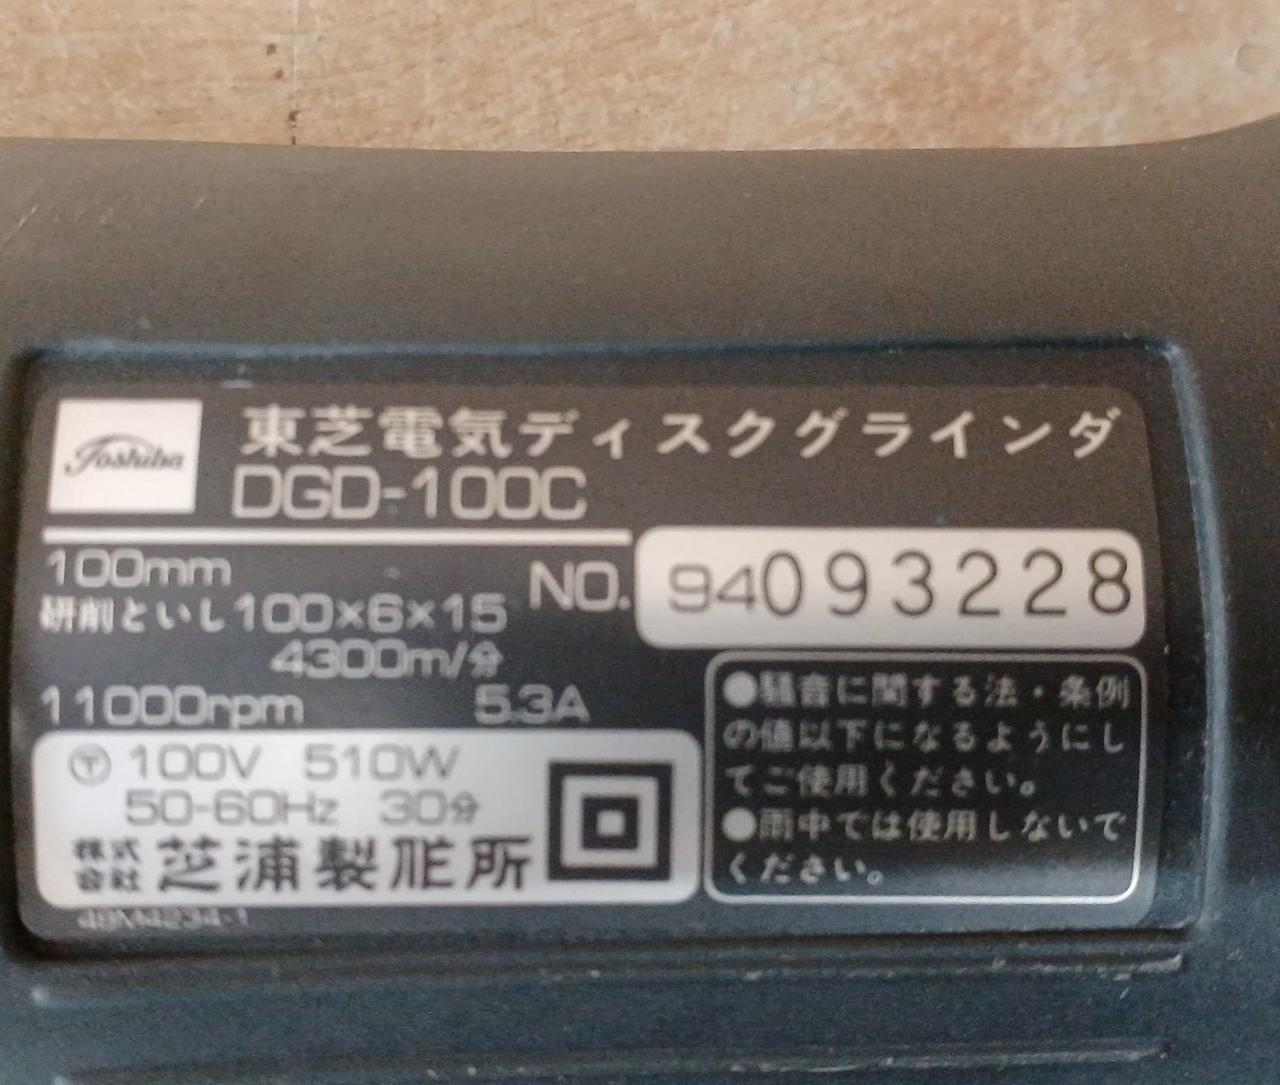 Toshiba
東芝電気ディスクグラインダ
DGD-100C
100mm
研削といし100×6×15
4300m/分
11000rpm 5.3A
NO. 94093228
〒 100V 510W
50-60Hz 30分
株式会社 芝浦製作所
●騒音に関する法・条例
の値以下になるようにし
てご使用ください。
●雨中では使用しないで
ください。